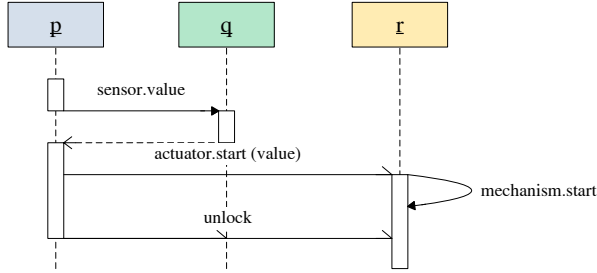 p
q
r
sensor.value
actuator.start (value)
mechanism.start
unlock